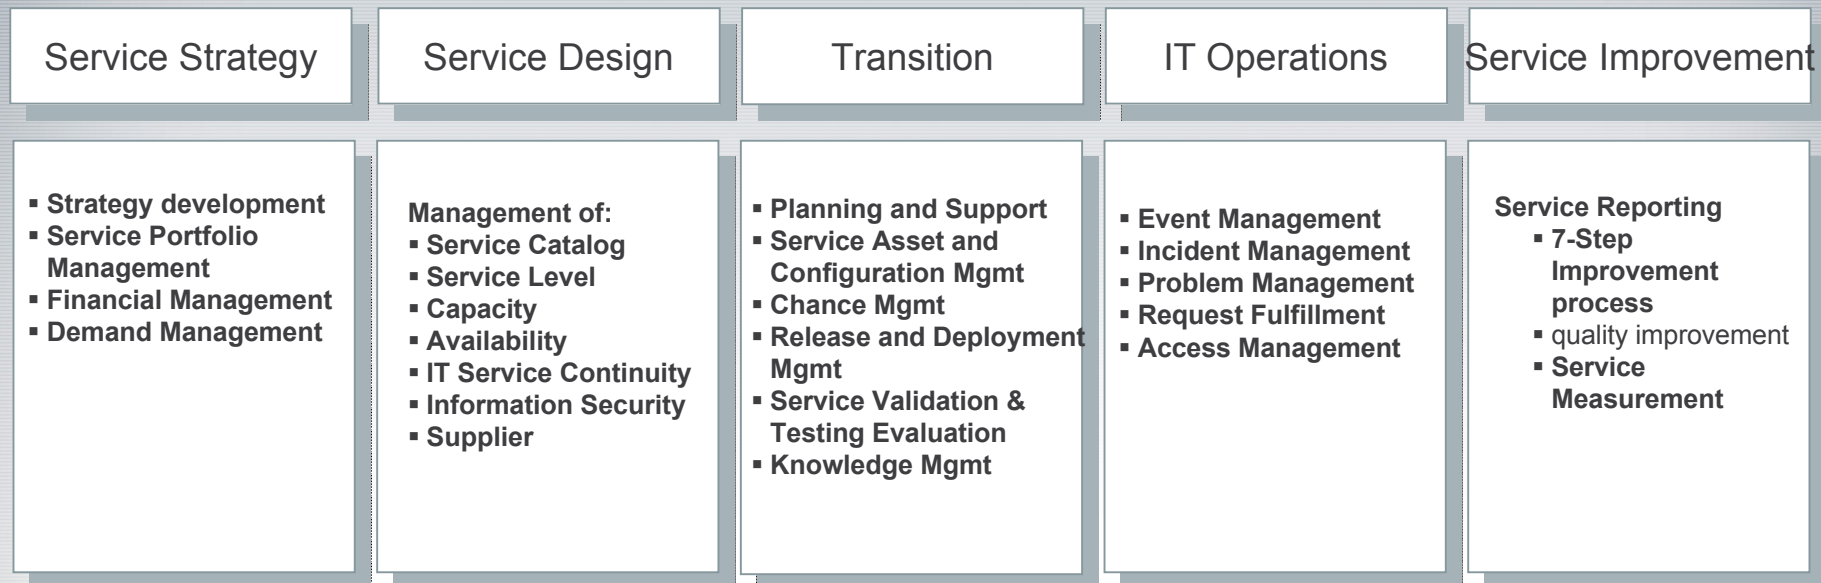 Service Strategy
Service Design
Transition
IT Operations
Service Improvement
▪ Strategy development
▪ Service Portfolio
Management
▪ Financial Management
▪ Demand Management
Management of:
▪ Service Catalog
▪ Service Level
▪ Capacity
▪ Availability
▪ IT Service Continuity
▪ Information Security
▪ Supplier
▪ Planning and Support
▪ Service Asset and
Configuration Mgmt
▪ Chance Mgmt
▪ Release and Deployment
Mgmt
▪ Service Validation &
Testing Evaluation
▪ Knowledge Mgmt
▪ Event Management
▪ Incident Management
▪ Problem Management
▪ Request Fulfillment
▪ Access Management
Service Reporting
▪ 7-Step
Improvement
process
▪ quality improvement
▪ Service
Measurement